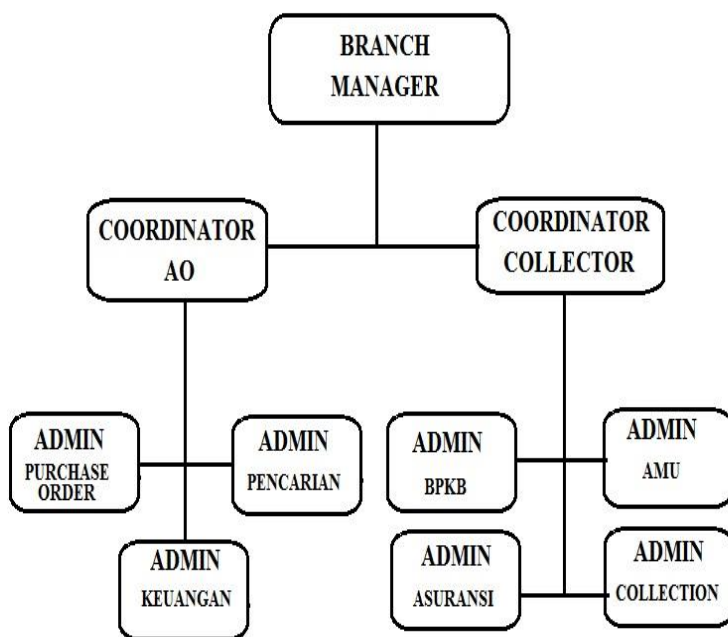 BRANCH
MANAGER
COORDINATOR
AO
COORDINATOR
COLLECTOR
ADMIN
PURCHASE
ORDER
ADMIN
PENCARIAN
ADMIN
BPKB
ADMIN
AMU
ADMIN
KEUANGAN
ADMIN
ASURANSI
ADMIN
COLLECTION